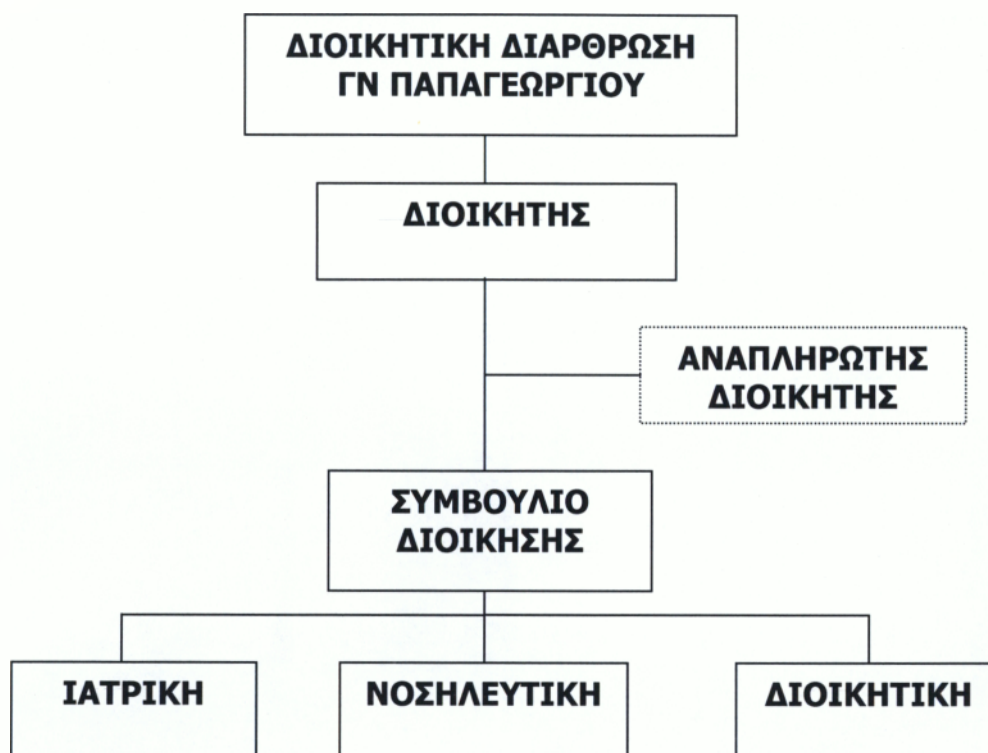 ΔΙΟΙΚΗΤΙΚΗ ΔΙΑΡΘΡΩΣΗ
ΓΝ ΠΑΠΑΓΕΩΡΓΙΟΥ
ΔΙΟΙΚΗΤΗΣ
ΑΝΑΠΛΗΡΩΤΗΣ
ΔΙΟΙΚΗΤΗΣ
ΣΥΜΒΟΥΛΙΟ
ΔΙΟΙΚΗΣΗΣ
ΙΑΤΡΙΚΗ
ΝΟΣΗΛΕΥΤΙΚΗ
ΔΙΟΙΚΗΤΙΚΗ